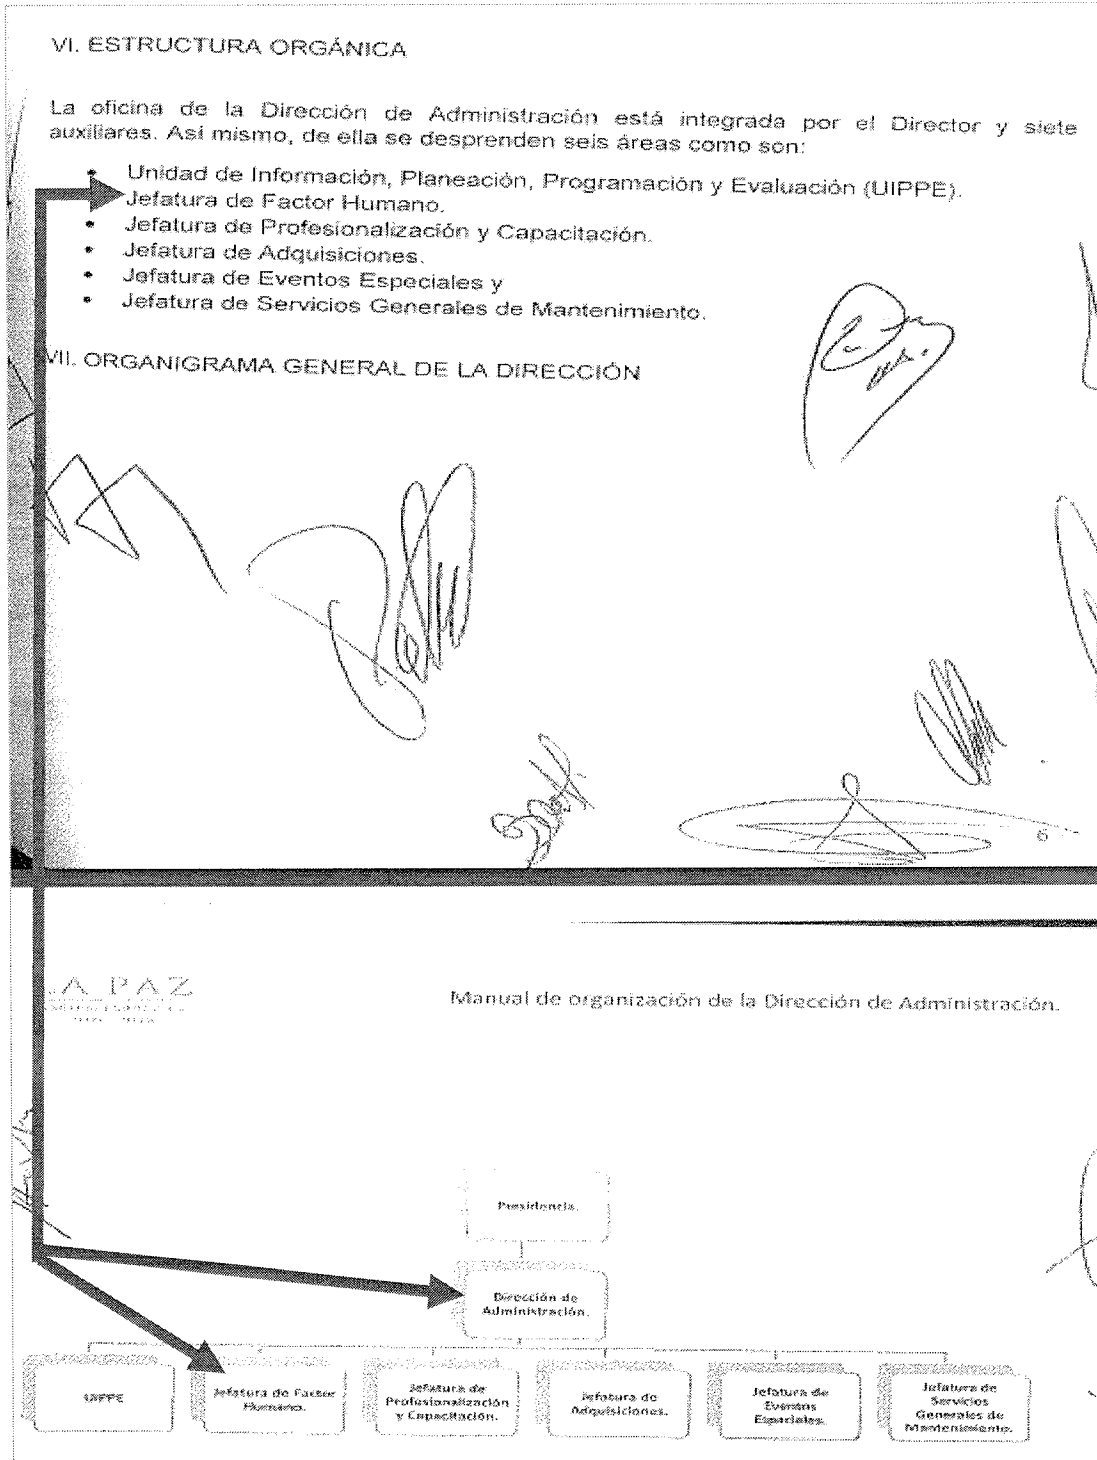 VI. ESTRUCTURA ORGÁNICA
La oficina de la Dirección de Administración está integrada por el Director y siete
auxiliares. Así mismo, de ella se desprenden seis áreas como son:
• Unidad de Información, Planeación, Programación y Evaluación (UIPPE).
Jefatura de Factor Humano.
• Jefatura de Profesionalización y Capacitación.
• Jefatura de Adquisiciones.
• Jefatura de Eventos Especiales y
• Jefatura de Servicios Generales de Mantenimiento.
VII. ORGANIGRAMA GENERAL DE LA DIRECCIÓN
6
LA PAZ
Manual de organización de la Dirección de Administración.
Presidencia.
Dirección de
Administración.
UIPPE
Jefatura de Factor
Humano.
Jefatura de
Profesionalización
y Capacitación.
Jefatura de
Adquisiciones.
Jefatura de
Eventos
Especiales.
Jefatura de
Servicios
Generales de
Mantenimiento.